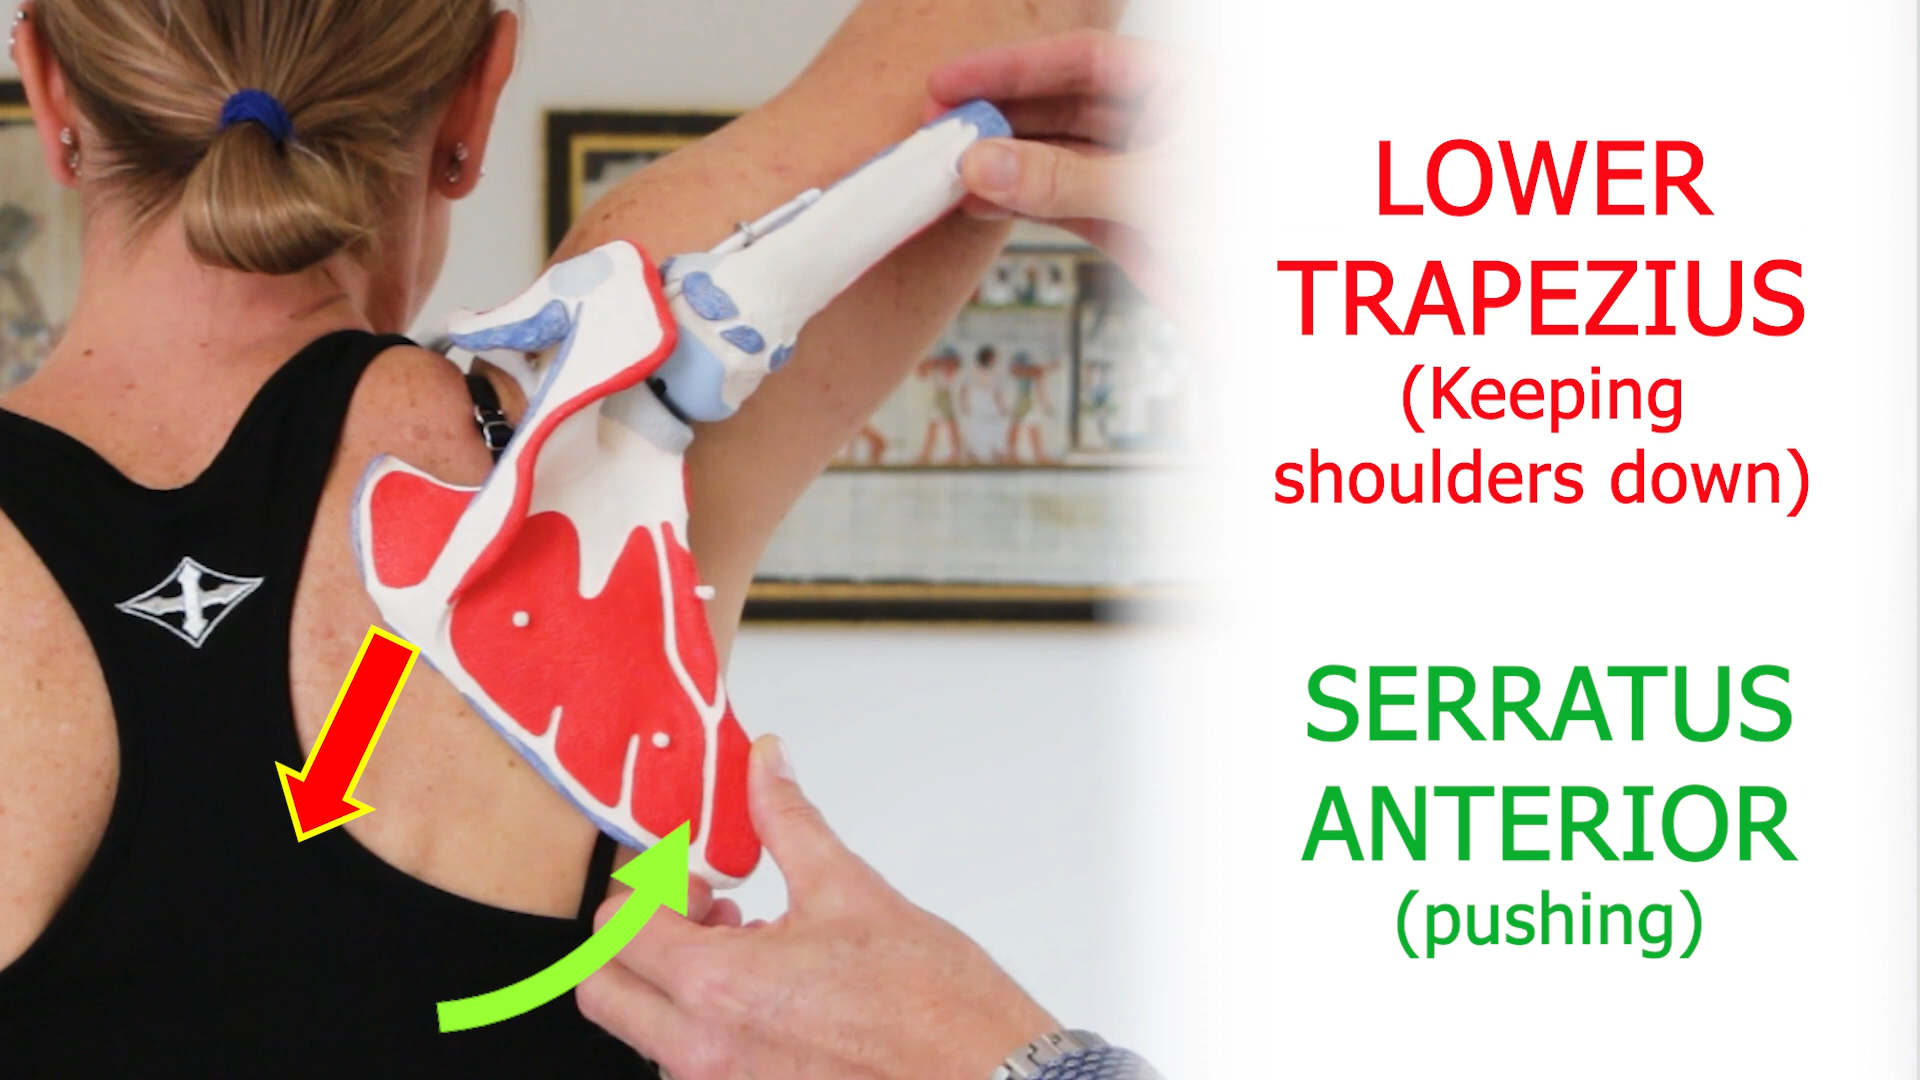 LOWER
TRAPEZIUS
(Keeping
shoulders down)
SERRATUS
ANTERIOR
(pushing)